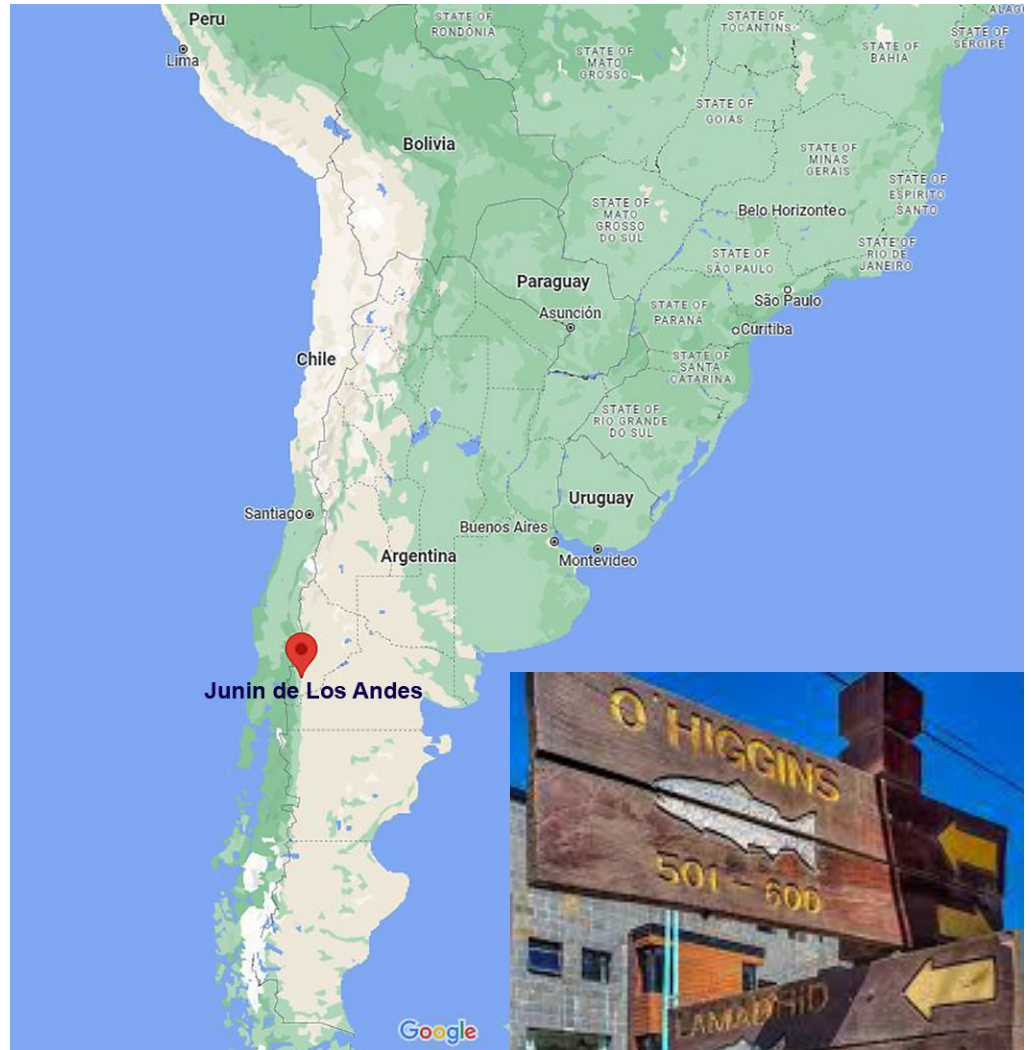 Peru
Lima
STATE OF
RONDÔNIA
STATE OF
TOCANTINS
ALAGO
STATE OF
SERGIPE
STATE OF
MATO
GROSSO
STATE OF
BAHIA
STATE OF
GOIÁS
Bolivia
STATE OF
MINAS
GERAIS
STATE OF
ESPÍRITO
SANTO
STATE OF
MATO
GROSSO
DO SUL
Belo Horizonte
STATE OF
RIO DE
JANEIRO
STATE OF
SÃO PAULO
Paraguay
São Paulo
Asunción
STATE OF
PARANÁ
Curitiba
Chile
STATE OF
SANTA
CATARINA
STATE OF
RIO GRANDE
DO SUL
Uruguay
Santiago
Buenos Aires
Argentina
Montevideo
Junin de Los Andes
O'HIGGINS
501 - 600
LAMADRID
Google